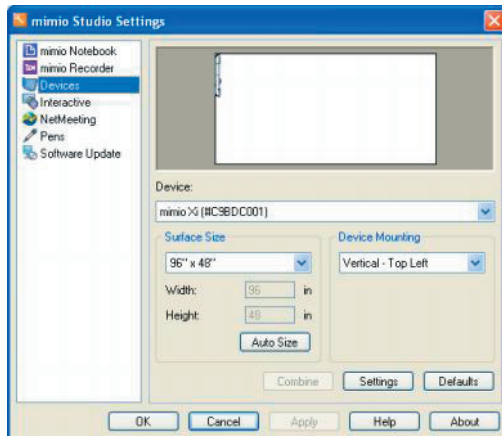 mimio Studio Settings
mimio Notebook
mimio Recorder
Devices
Interactive
NetMeeting
Pens
Software Update
Device:
mimio Xi (#C9BDC001)
Surface Size
96" x 48"
Width: 96 in
Height: 48 in
Auto Size
Device Mounting
Vertical - Top Left
Combine Settings Defaults
OK Cancel Apply Help About